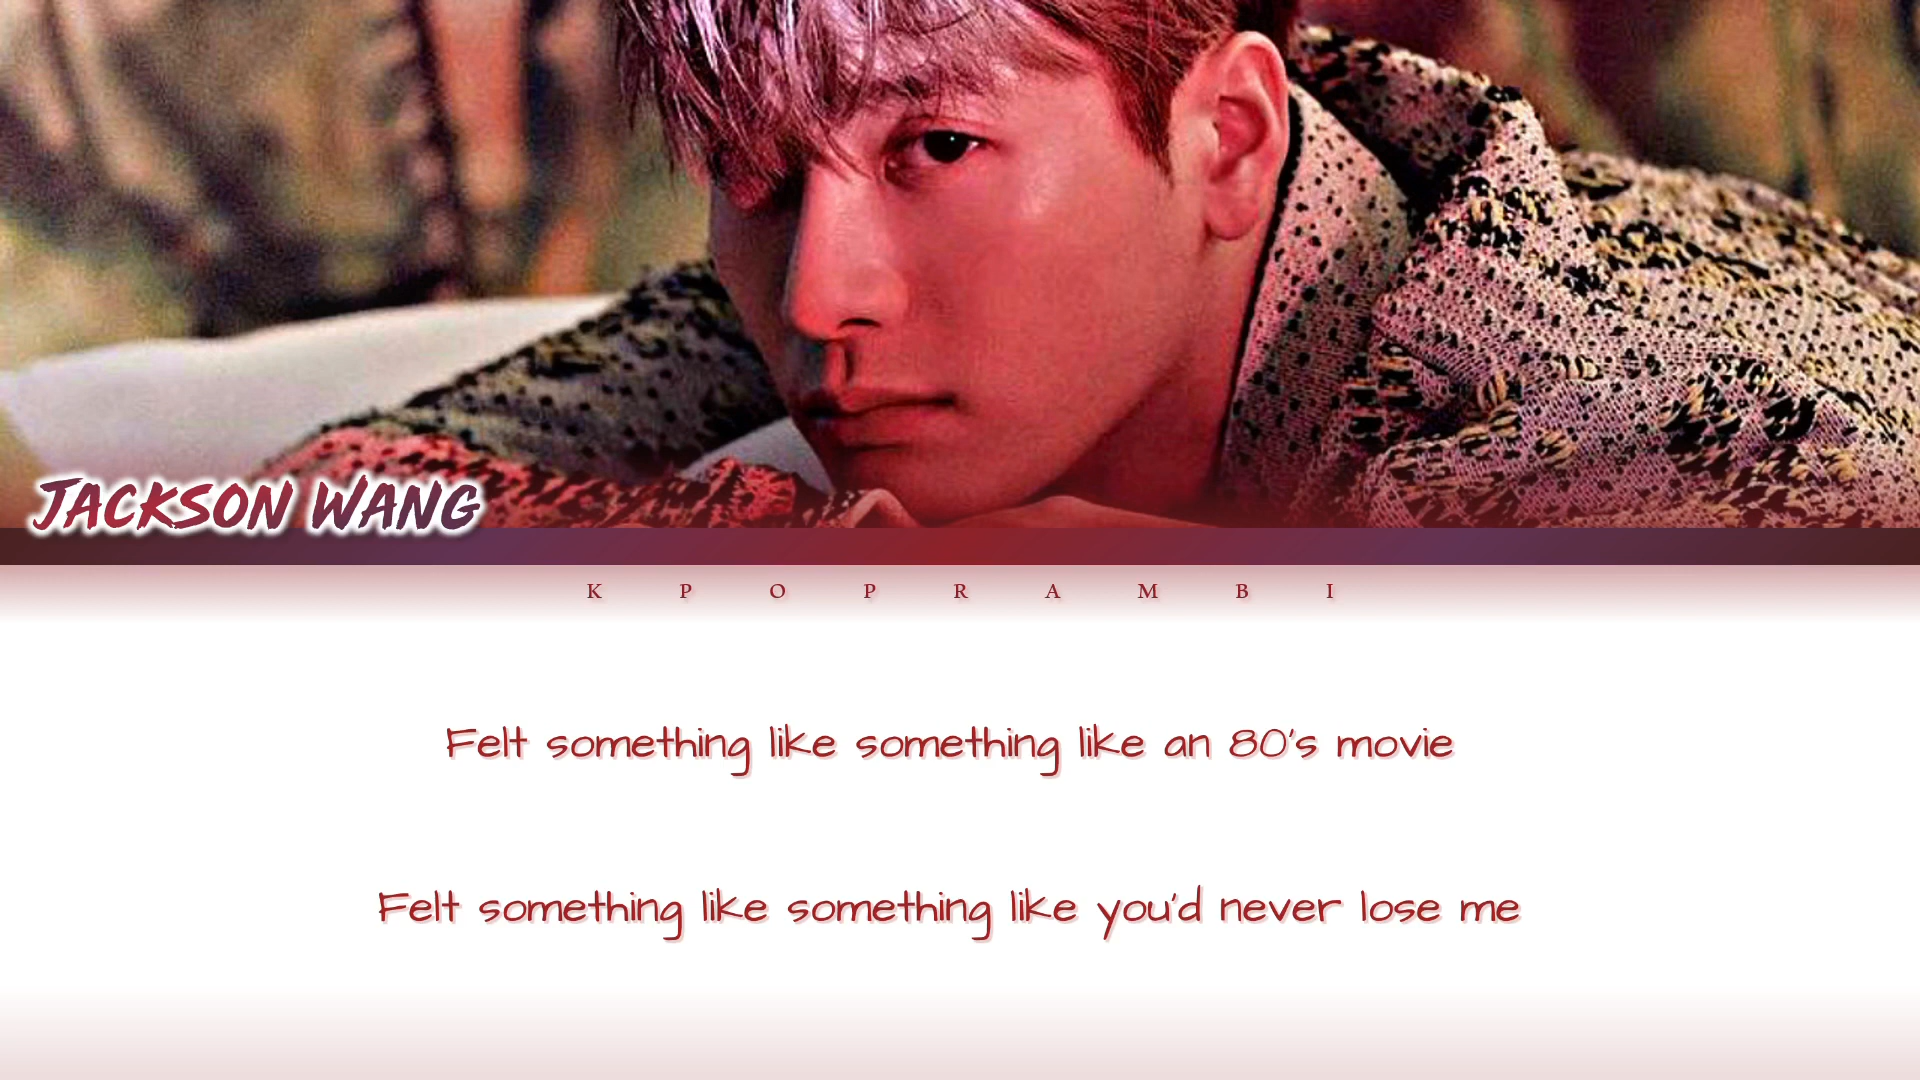 JACKSON WANG
KPOPRAMBI
Felt something like something like an 80's movie
Felt something like something like you'd never lose me